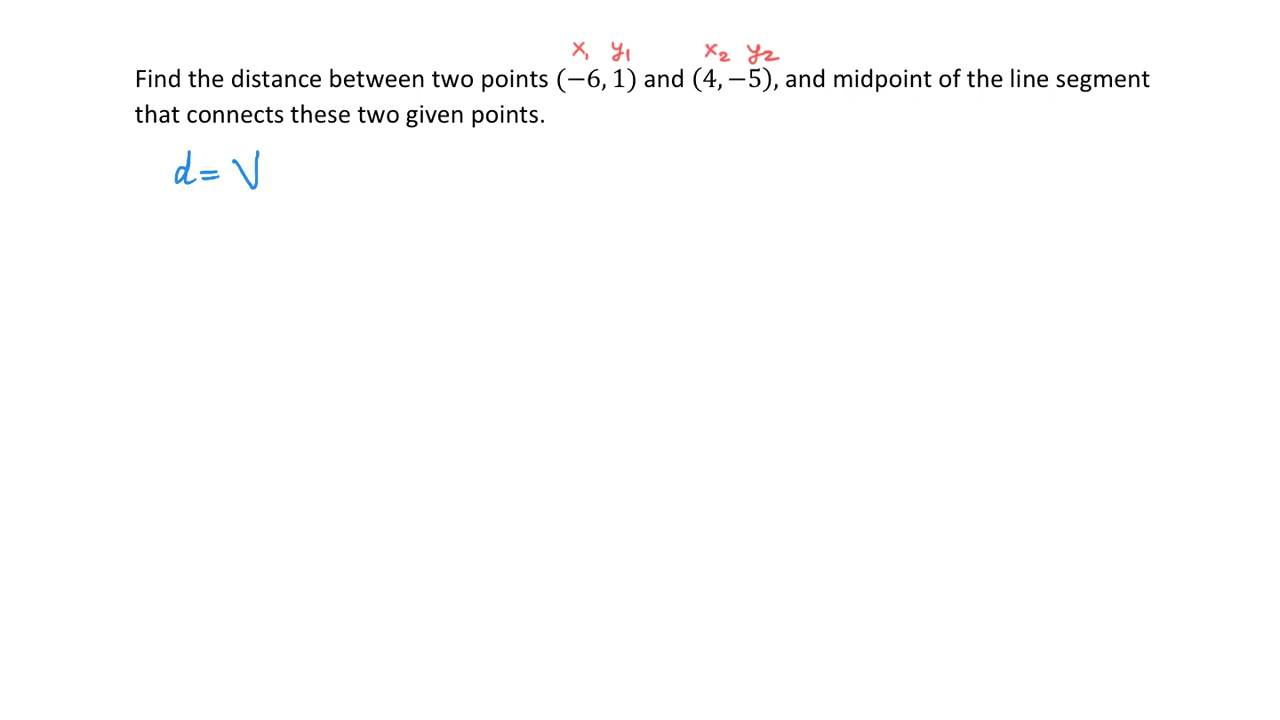 x₁ y₁ x₂ y₂
Find the distance between two points (−6, 1) and (4, −5), and midpoint of the line segment
that connects these two given points.
d = √